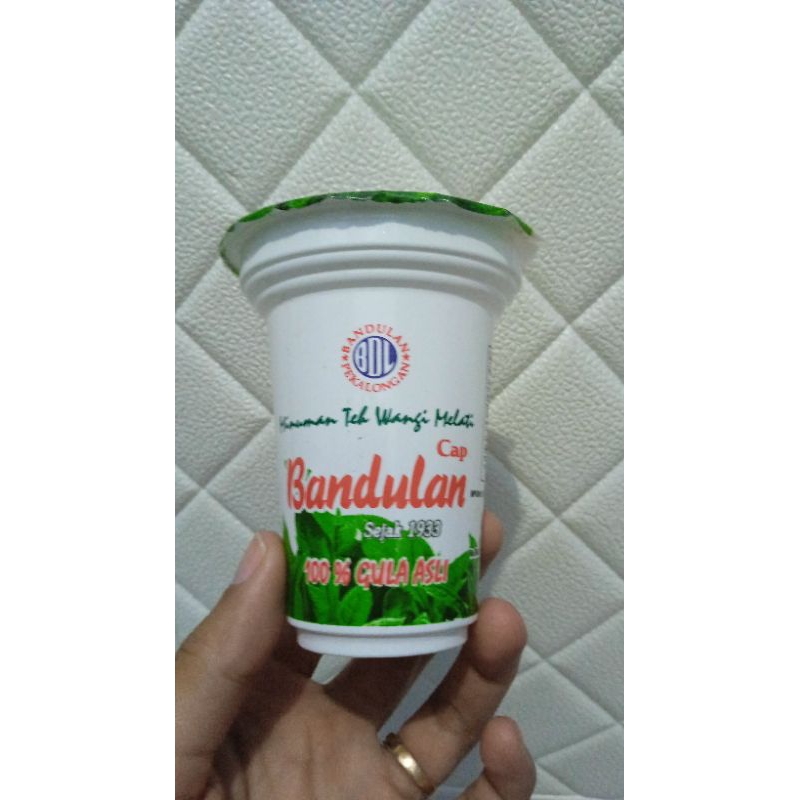 BANDULAN
BDL
PEKALONGAN
Minuman Teh Wangi Melati
Cap
Bandulan
Sejak 1933
100 % GULA ASLI